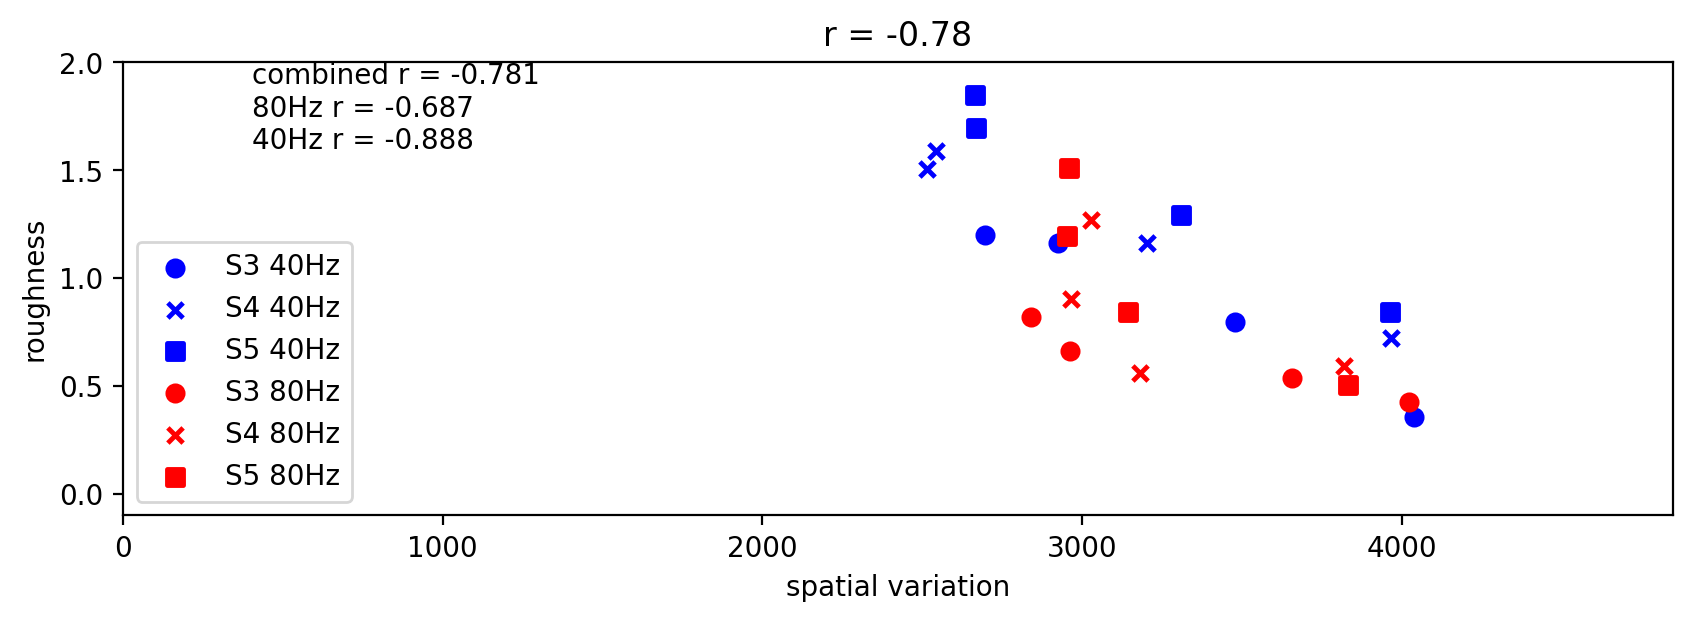 r = -0.78
combined r = -0.781
80Hz r = -0.687
40Hz r = -0.888
2.0
1.5
1.0
0.5
0.0
roughness
S3 40Hz
S4 40Hz
S5 40Hz
S3 80Hz
S4 80Hz
S5 80Hz
0 1000 2000 3000 4000
spatial variation